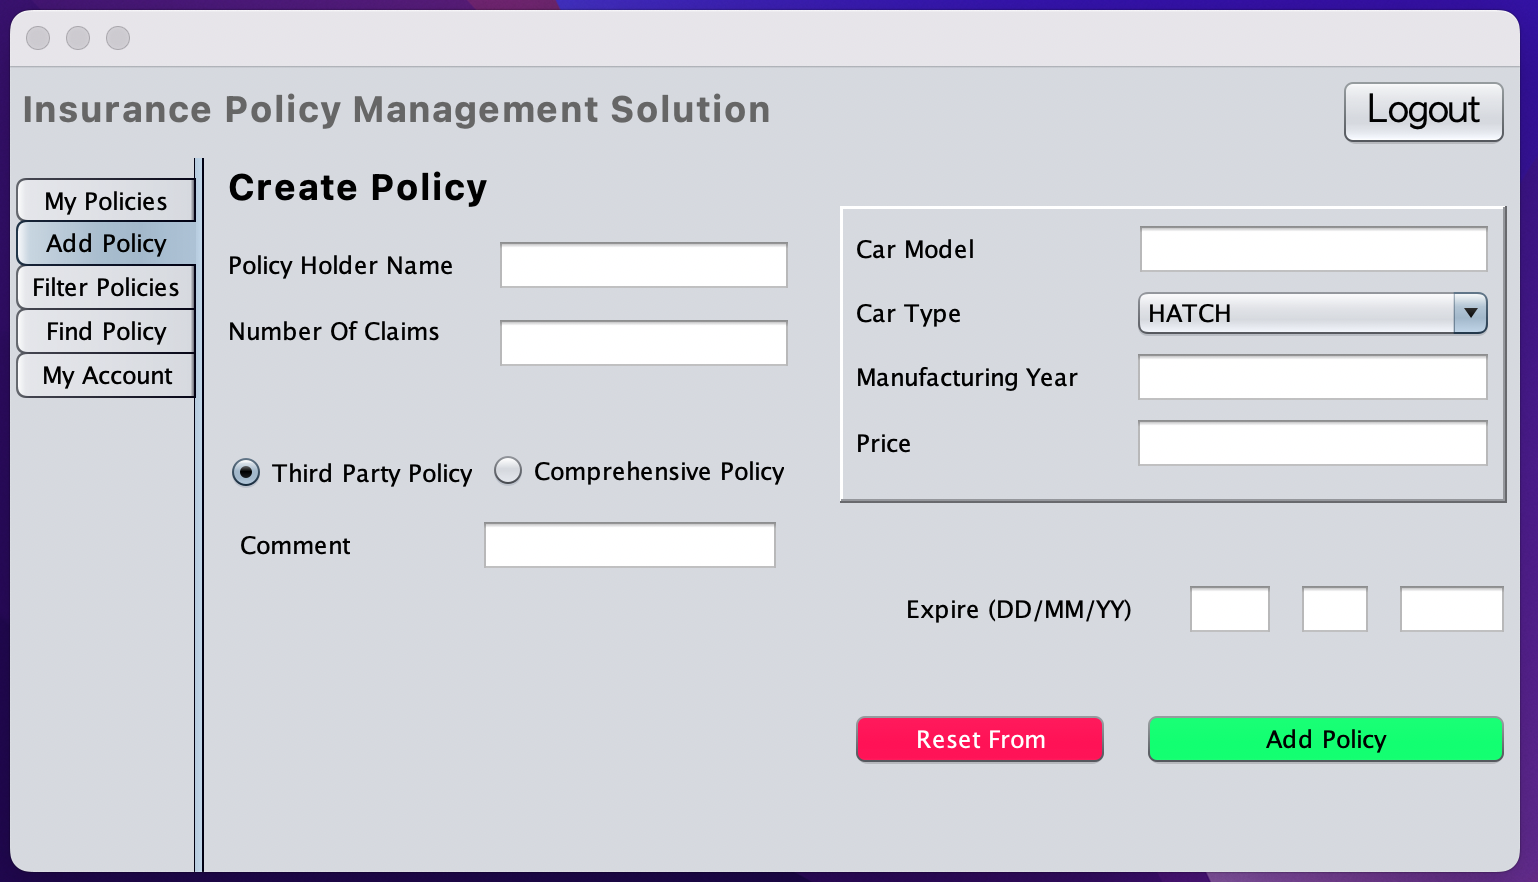 Insurance Policy Management Solution
Logout
My Policies
Add Policy
Filter Policies
Find Policy
My Account
Create Policy
Policy Holder Name
Number Of Claims
Third Party Policy
Comprehensive Policy
Comment
Car Model
Car Type
HATCH
Manufacturing Year
Price
Expire (DD/MM/YY)
Reset From
Add Policy